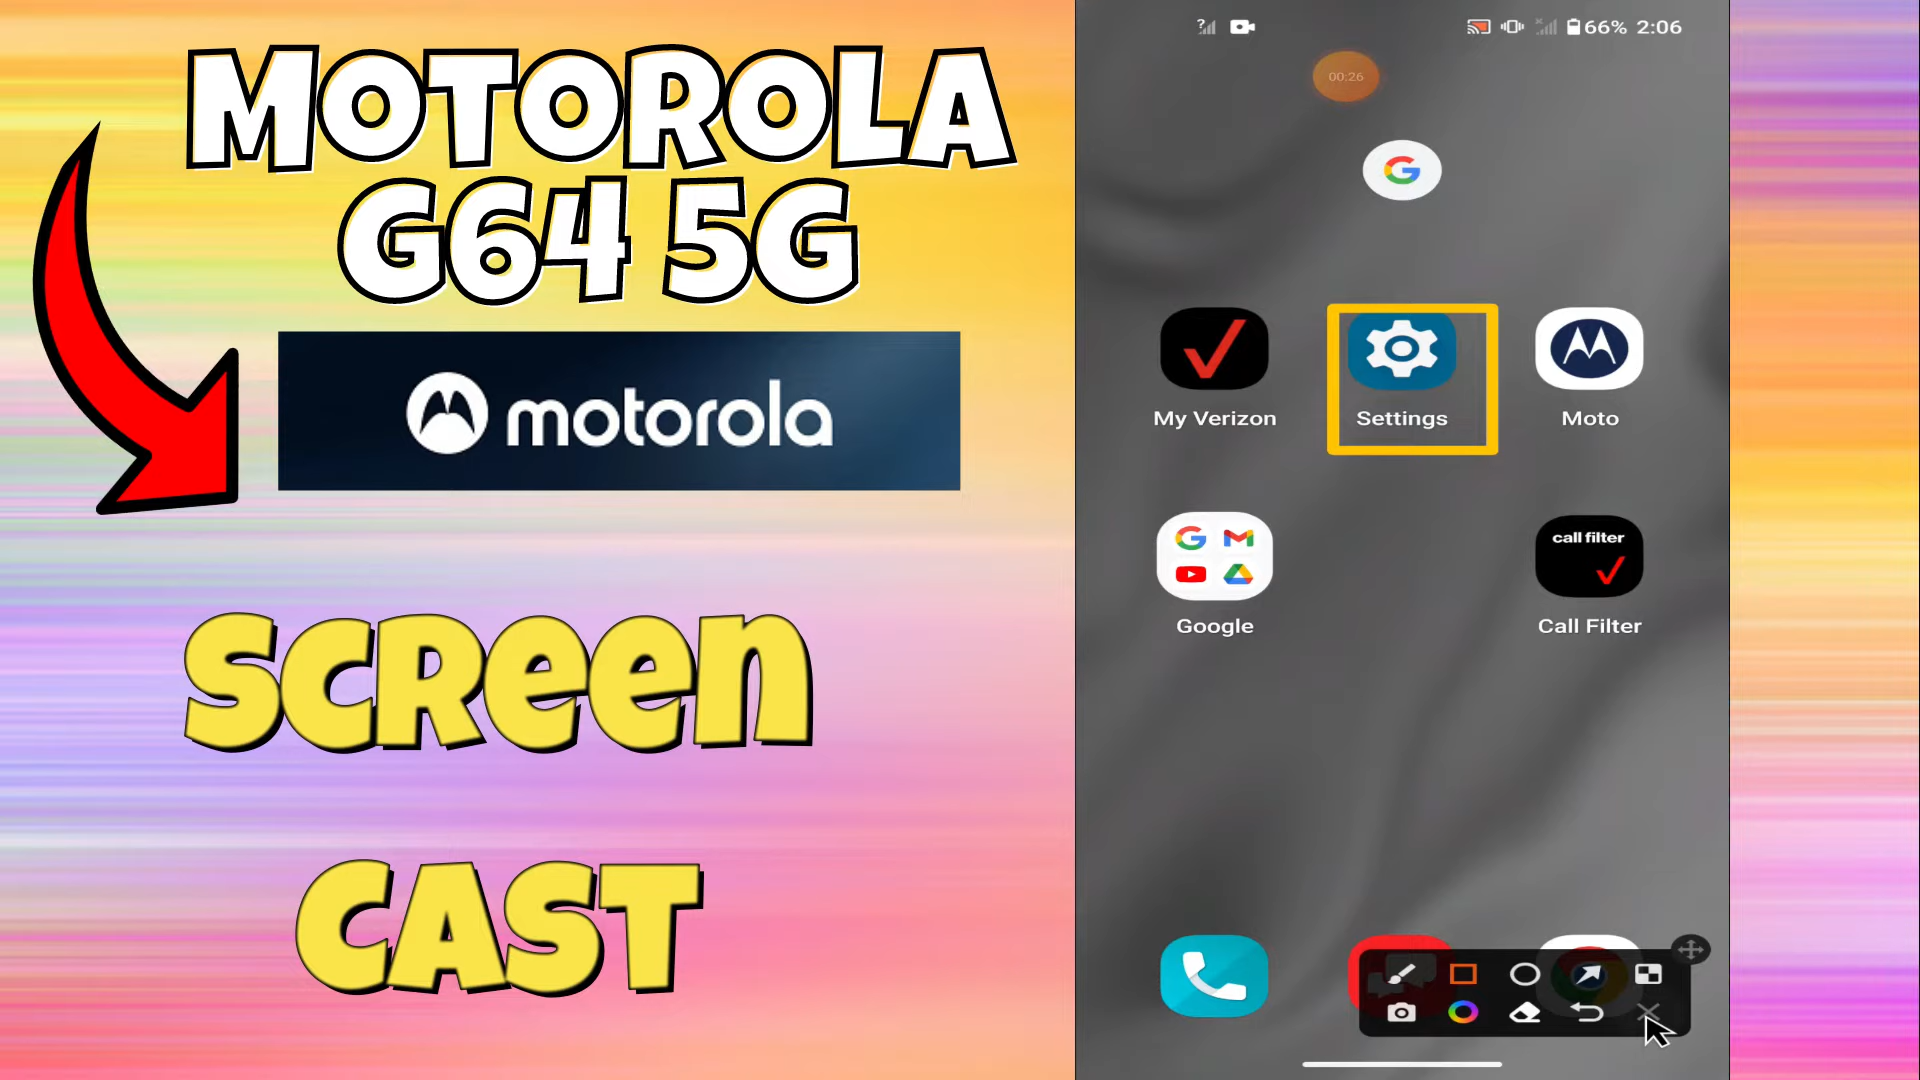 MOTOROLA
G64 5G
motorola
SCREEN
CAST
? 66% 2:06
00:26
My Verizon
Settings
Moto
call filter
Google
Call Filter